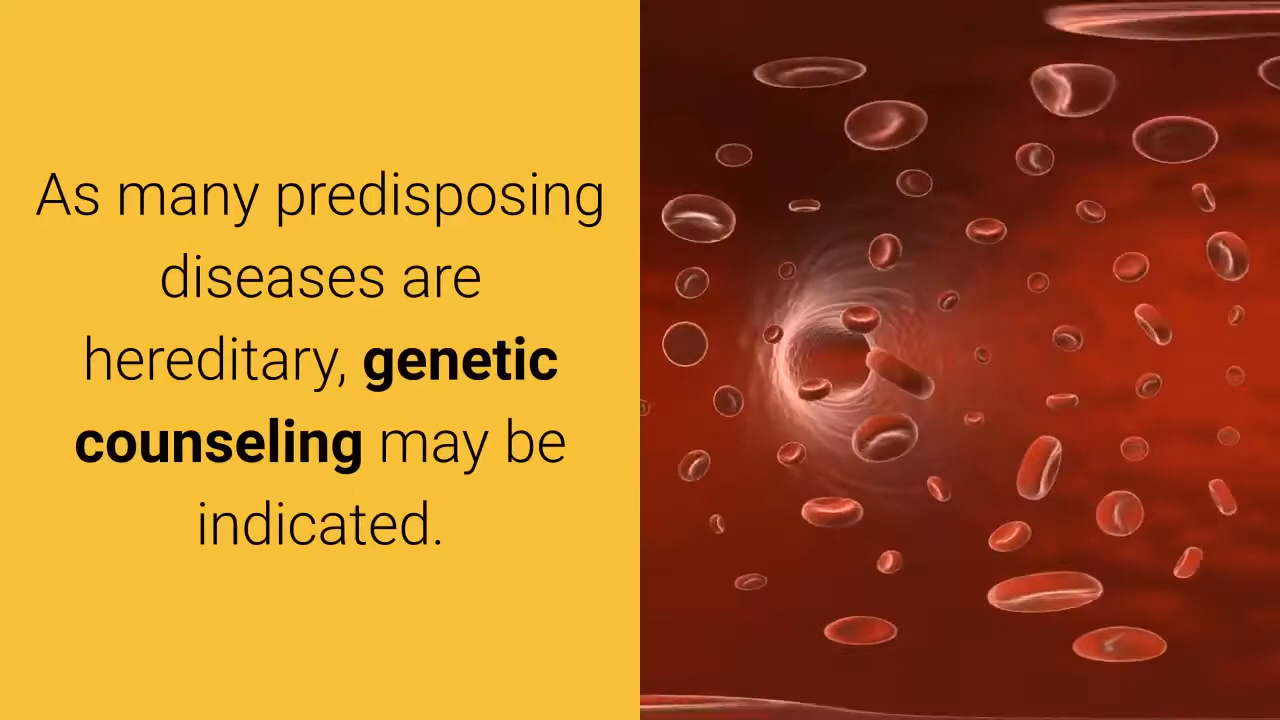 As many predisposing
diseases are
hereditary, genetic
counseling may be
indicated.